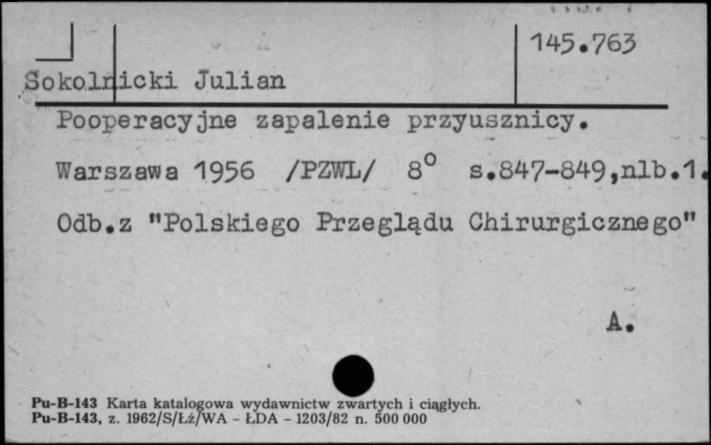 145.763
Sokolnicki Julian
Pooperacyjne zapalenie przyusznicy.
Warszawa 1956 /PZWL/ 8° s.847-849,nlb.1.
Odb.z "Polskiego Przeglądu Chirurgicznego"
A.
Pu-B-143 Karta katalogowa wydawnictw zwartych i ciągłych.
Pu-B-143, z. 1962/S/Łź/WA - ŁDA - 1203/82 n. 500 000